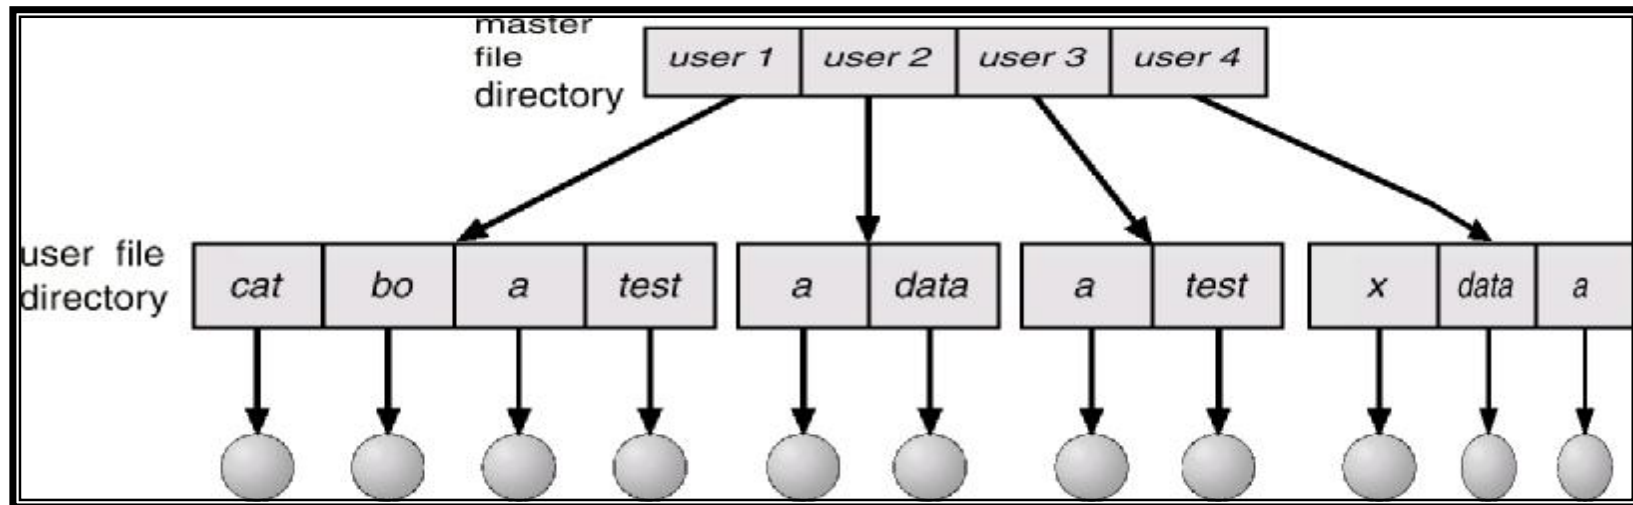 master
file
directory
user 1 user 2 user 3 user 4
user file
directory
cat bo a test a data a test x data a